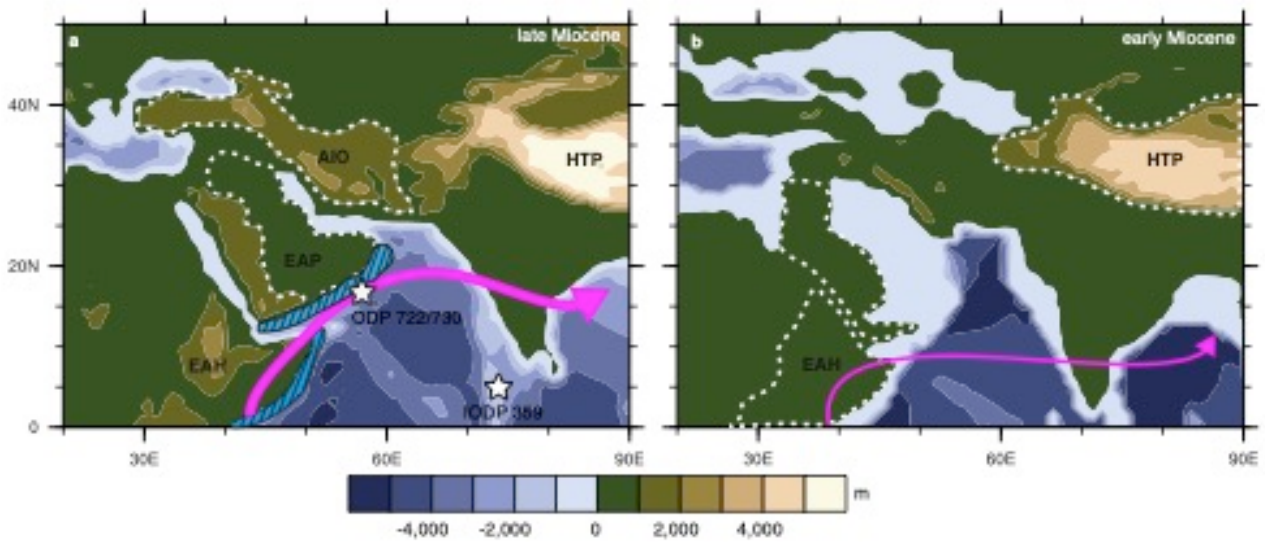 a
late Miocene
b
early Miocene
40N
20N
0
AIO
HTP
EAP
ODP 722/730
EAH
IODP 359
HTP
EAH
30E
60E
90E
30E
60E
90E
m
-4,000
-2,000
0
2,000
4,000